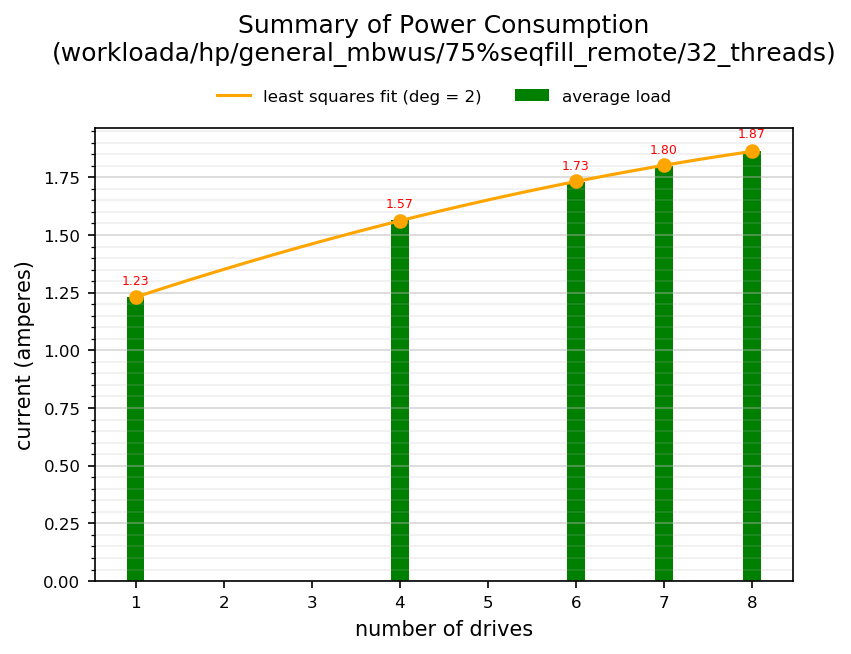 Summary of Power Consumption
(workloada/hp/general_mbwus/75%seqfill_remote/32_threads)
least squares fit (deg = 2)
average load
1.87
1.80
1.73
1.57
1.23
1.75
1.50
1.25
1.00
0.75
0.50
0.25
0.00
current (amperes)
1 2 3 4 5 6 7 8
number of drives